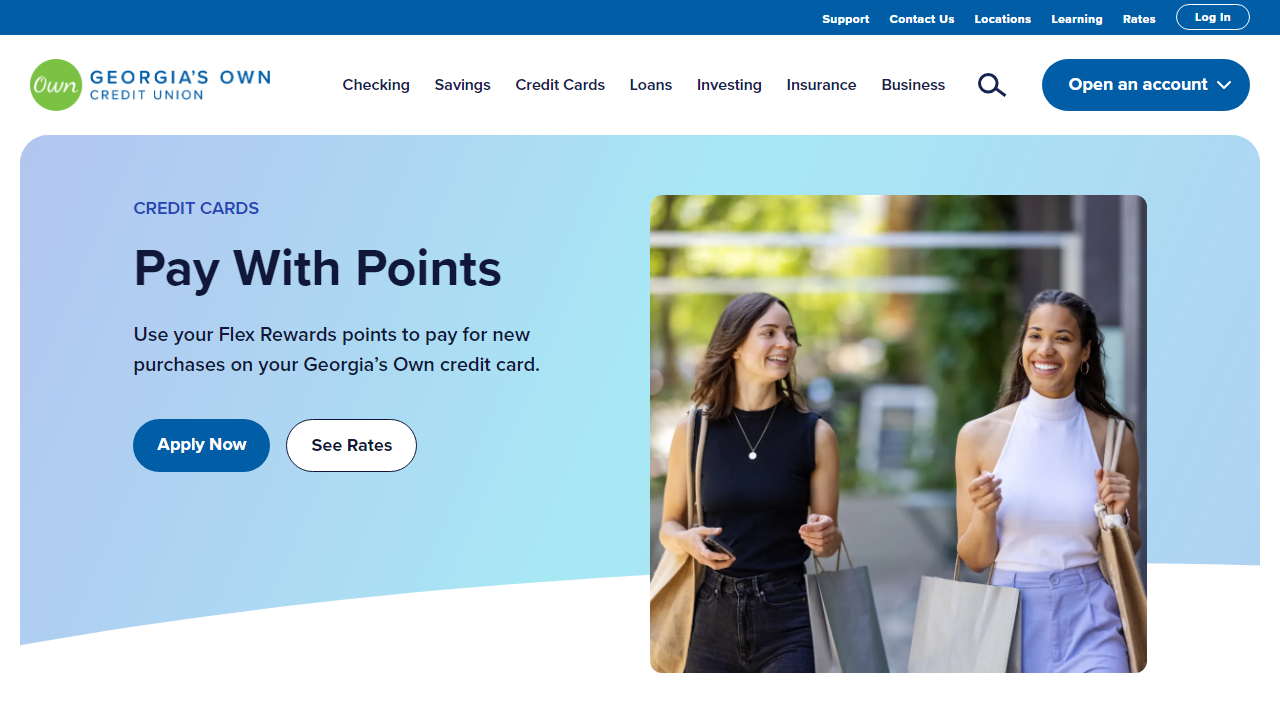 Support Contact Us Locations Learning Rates Log In
Own GEORGIA'S OWN
CREDIT UNION
Checking Savings Credit Cards Loans Investing Insurance Business Open an account
CREDIT CARDS
Pay With Points
Use your Flex Rewards points to pay for new
purchases on your Georgia’s Own credit card.
Apply Now See Rates